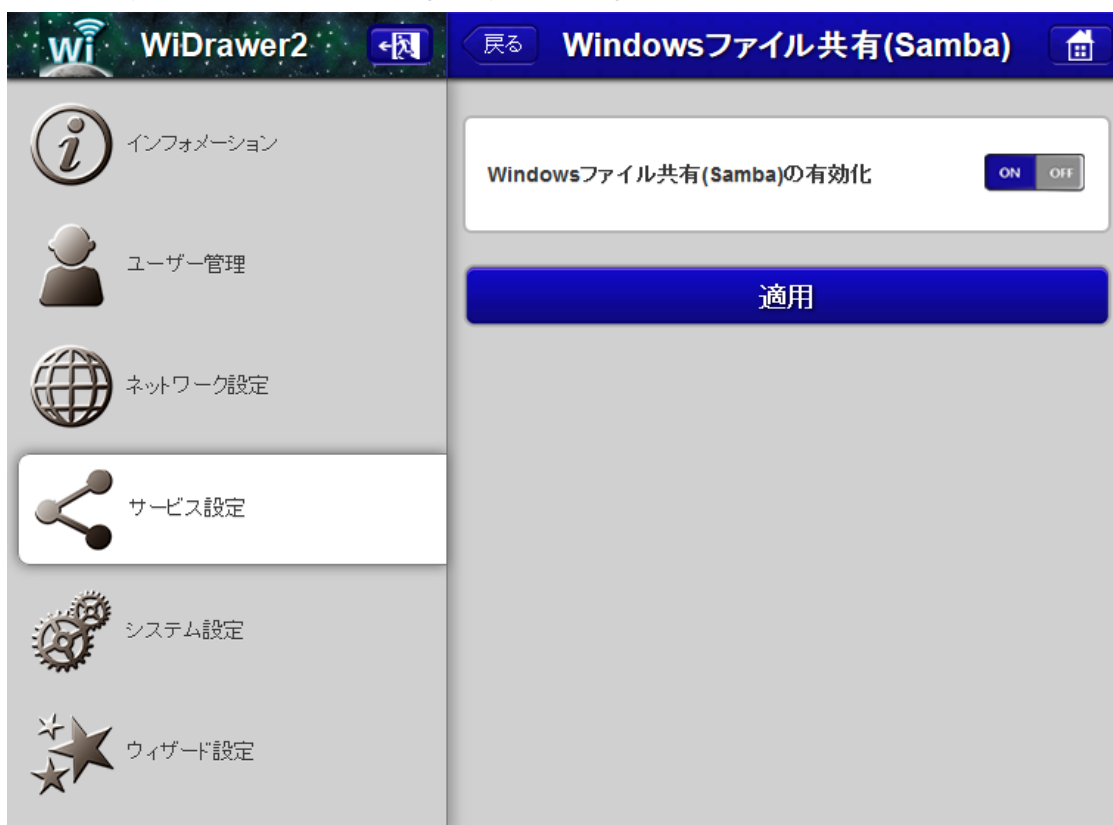 Wi WiDrawer2
戻る Windowsファイル共有(Samba)
インフォメーション
ユーザー管理
ネットワーク設定
サービス設定
システム設定
ウィザード設定
Windowsファイル共有(Samba)の有効化 ON OFF
適用